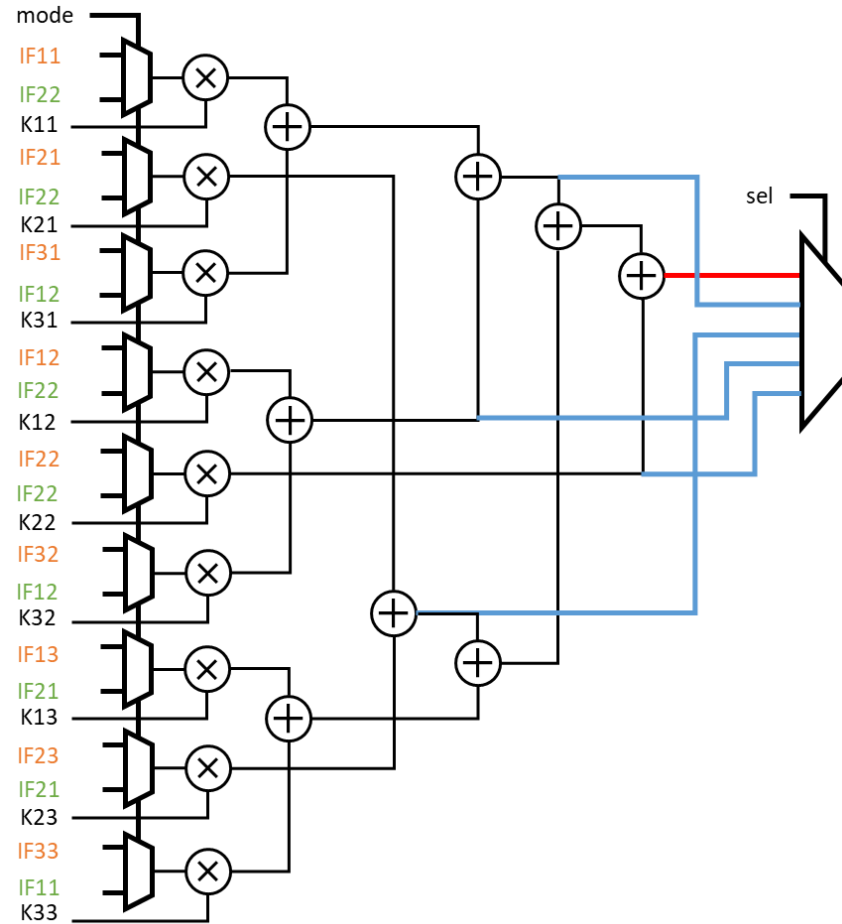 mode
IF11
IF22
K11
IF21
IF22
K21
IF31
IF12
K31
IF12
IF22
K12
IF22
IF22
K22
IF32
IF12
K32
IF13
IF21
K13
IF23
IF21
K23
IF33
IF11
K33
sel